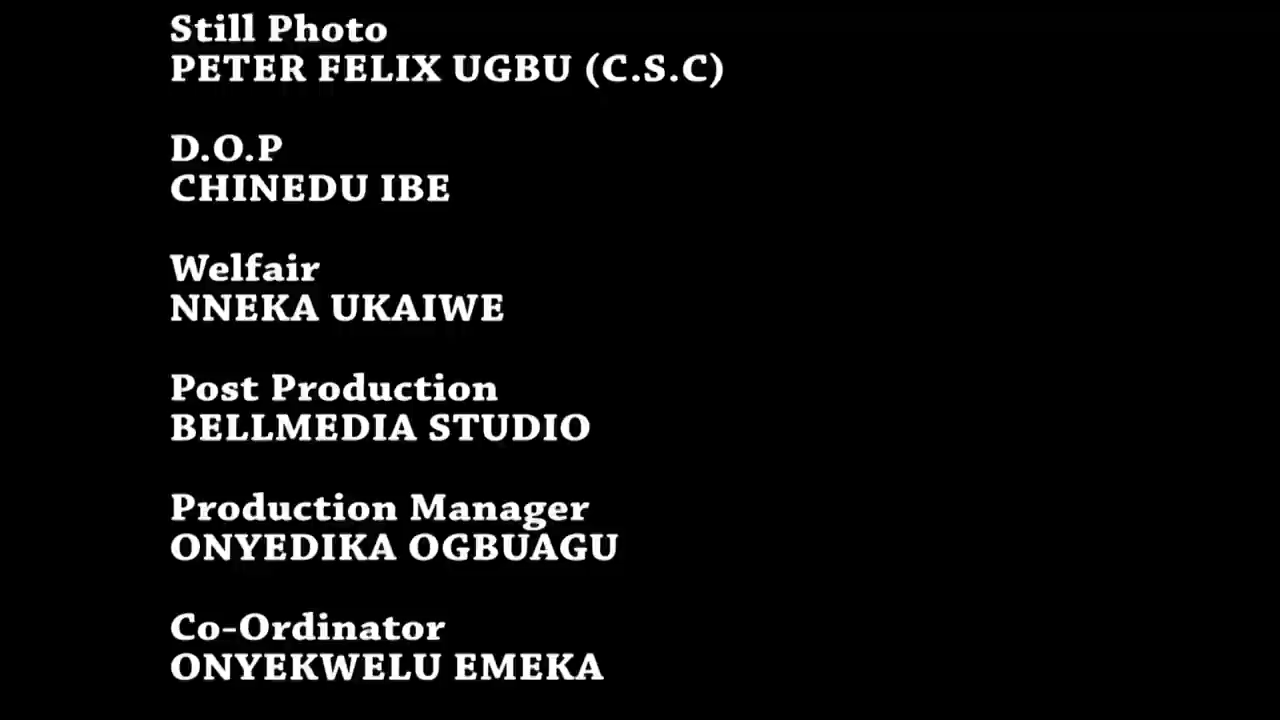 Still Photo
PETER FELIX UGBU (C.S.C)
D.O.P
CHINEDU IBE
Welfair
NNEKA UKAIWE
Post Production
BELLMEDIA STUDIO
Production Manager
ONYEDIKA OGBUAGU
Co-Ordinator
ONYEKWELU EMEKA